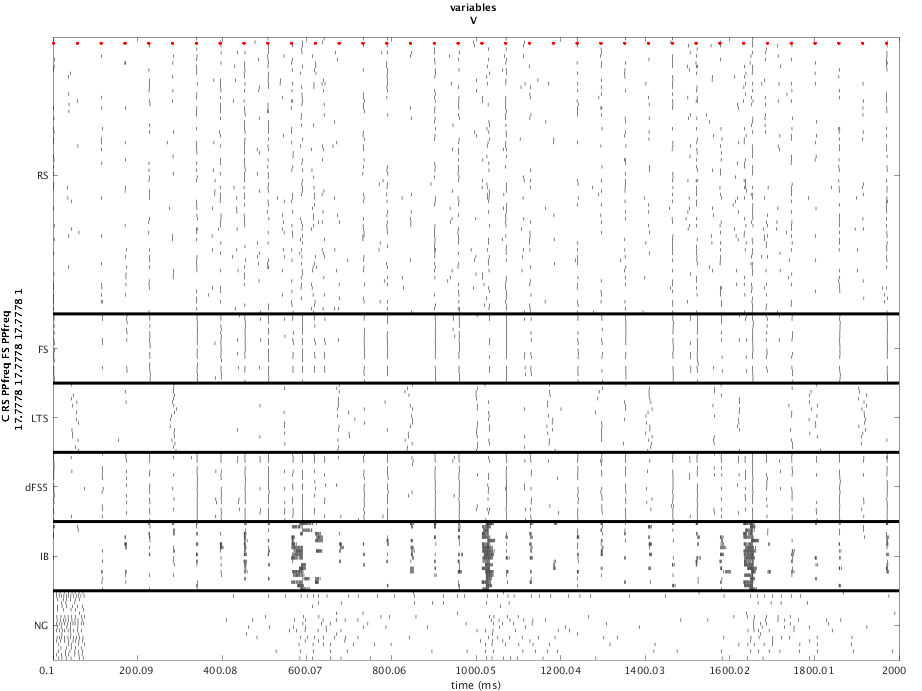 variables
V
RS
FS
LTS
dFS5
IB
NG
C RS PPfreq FS PPfreq
17.7778 17.7778 17.7778 17.7778 1
0.1 200.09 400.08 600.07 800.06 1000.05 1200.04 1400.03 1600.02 1800.01 2000
time (ms)